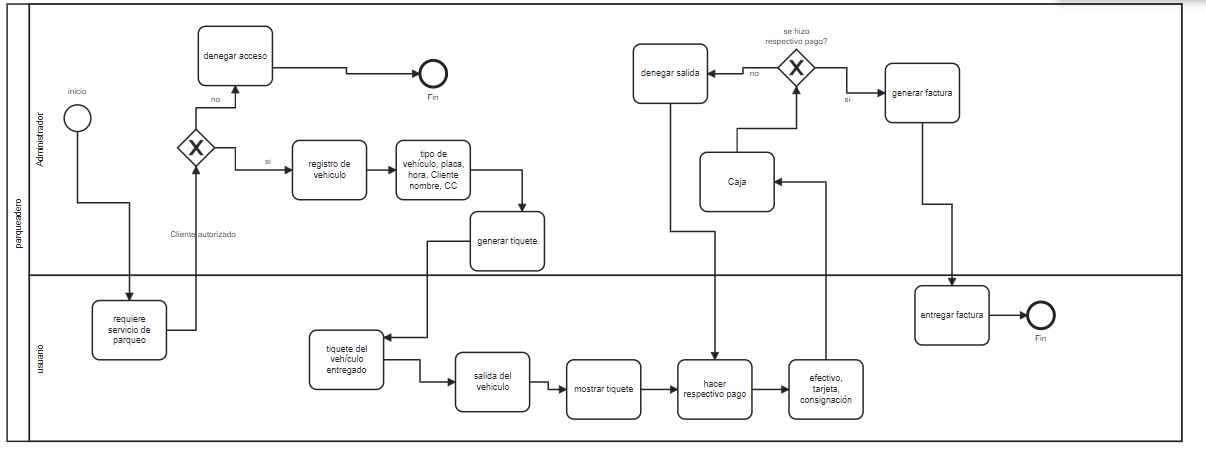 parqueadero
Administrador
inicio
denegar acceso
Fin
no
si
Cliente autorizado
registro de
vehiculo
tipo de
vehículo, placa,
hora, Cliente
nombre, CC
generar tiquete
denegar salida
se hizo
respectivo pago?
no
si
generar factura
Caja
usuario
requiere
servicio de
parqueo
tiquete del
vehículo
entregado
salida del
vehiculo
mostrar tiquete
hacer
respectivo pago
efectivo,
tarjeta,
consignación
entregar factura
Fin